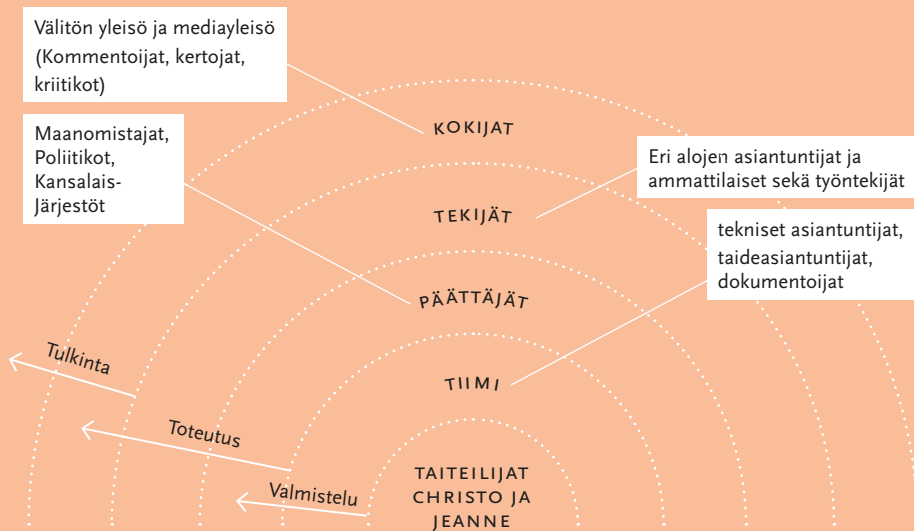 Välitön yleisö ja mediayleisö
(Kommentoijat, kertojat,
kriitikot)
Maanomistajat,
Poliitikot,
Kansalais-
Järjestöt
KOKIJAT
Eri alojen asiantuntijat ja
ammattilaiset sekä työntekijät
TEKIJÄT
tekniset asiantuntijat,
taideasiantuntijat,
dokumentoijat
PÄÄTTÄJÄT
TIIMI
Tulkinta
Toteutus
Valmistelu
TAITEILIJAT
CHRISTO JA
JEANNE